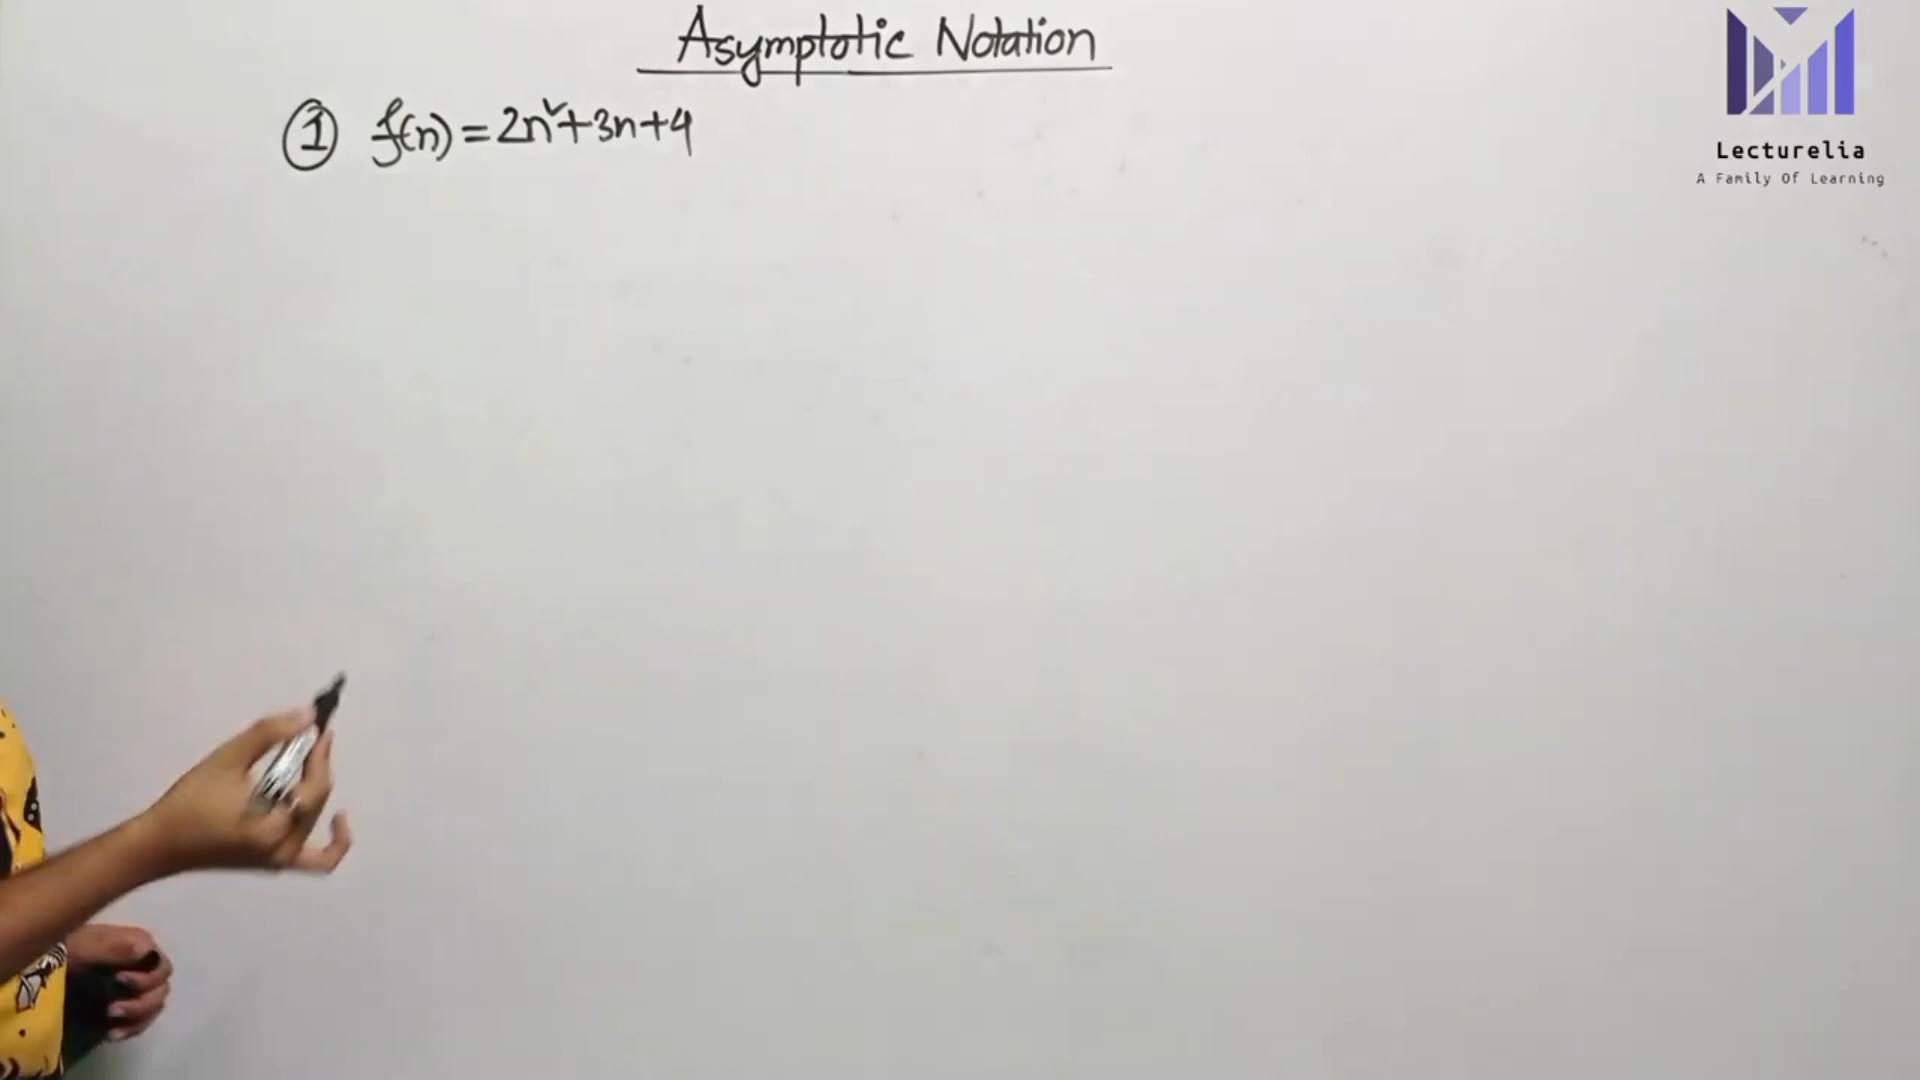 Asymptotic Notation
① f(n) = 2n²+3n+4
Lecturelia
A Family Of Learning